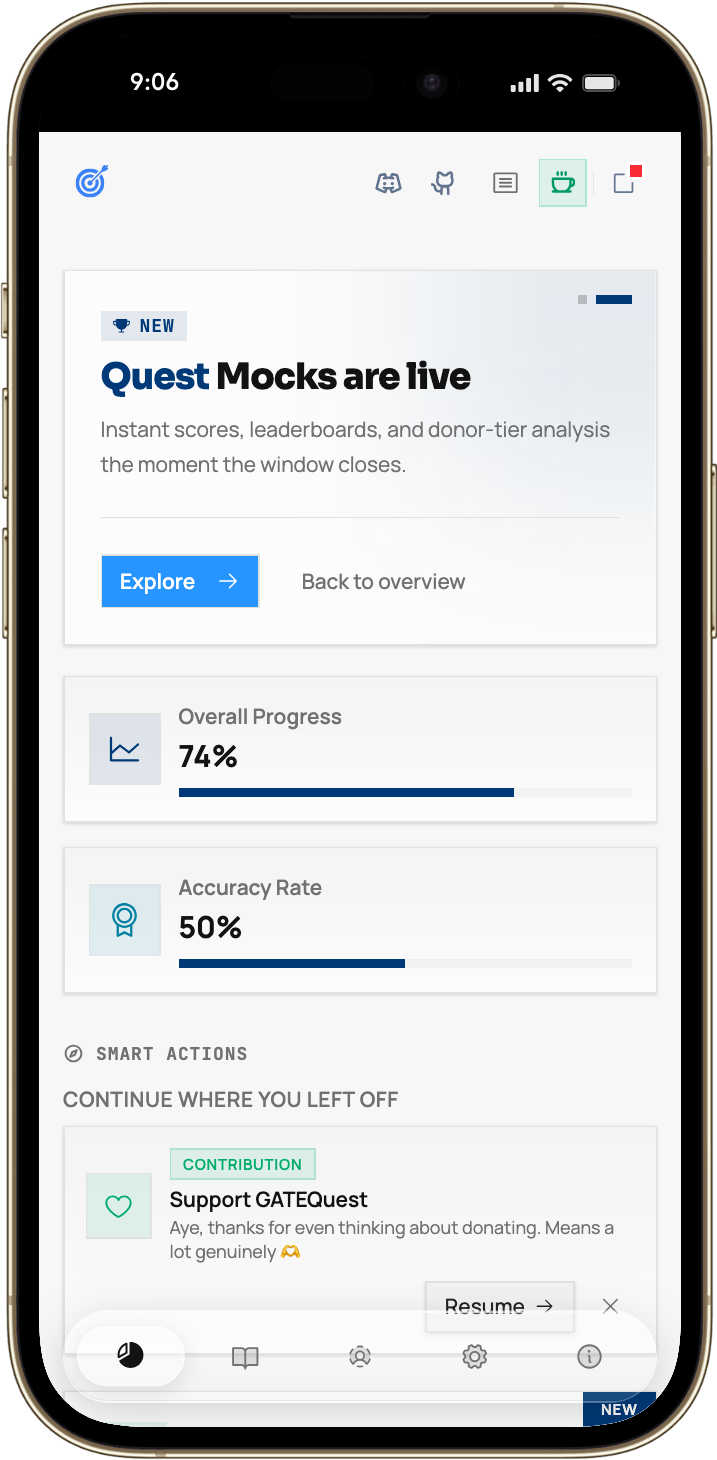 9:06
NEW
Quest Mocks are live
Instant scores, leaderboards, and donor-tier analysis
the moment the window closes.
Explore →
Back to overview
Overall Progress
74%
Accuracy Rate
50%
SMART ACTIONS
CONTINUE WHERE YOU LEFT OFF
CONTRIBUTION
Support GATEQuest
Aye, thanks for even thinking about donating. Means a
lot genuinely 🫶
Resume →
NEW